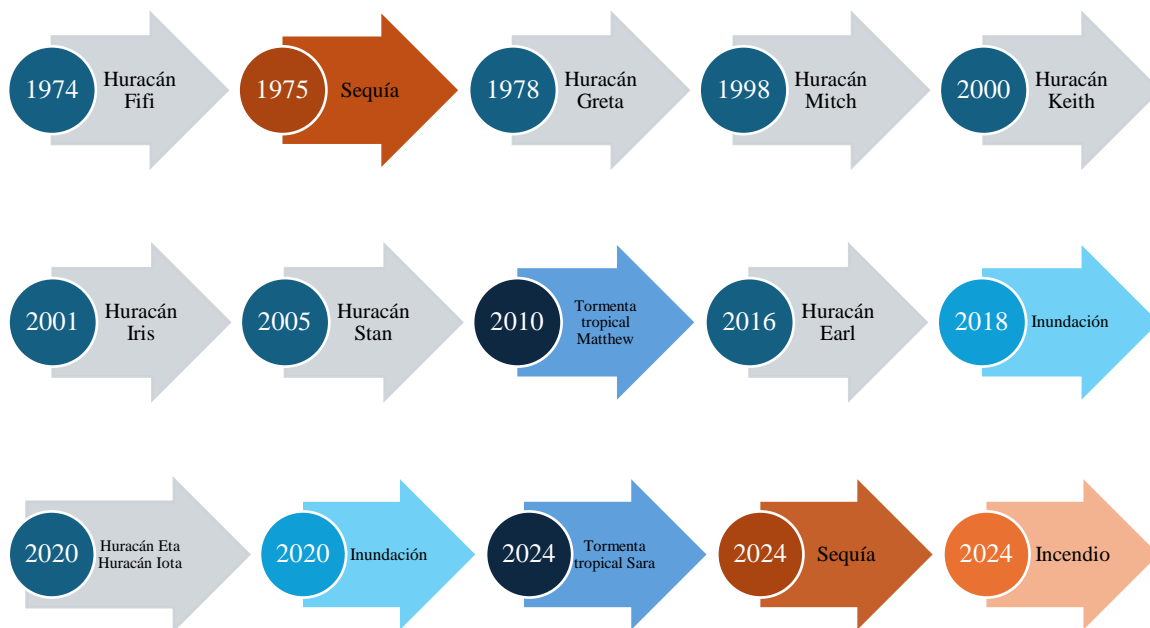 1974
Huracán
Fifi
1975
Sequía
1978
Huracán
Greta
1998
Huracán
Mitch
2000
Huracán
Keith
2001
Huracán
Iris
2005
Huracán
Stan
2010
Tormenta
tropical
Matthew
2016
Huracán
Earl
2018
Inundación
2020
Huracán Eta
Huracán Iota
2020
Inundación
2024
Tormenta
tropical Sara
2024
Sequía
2024
Incendio